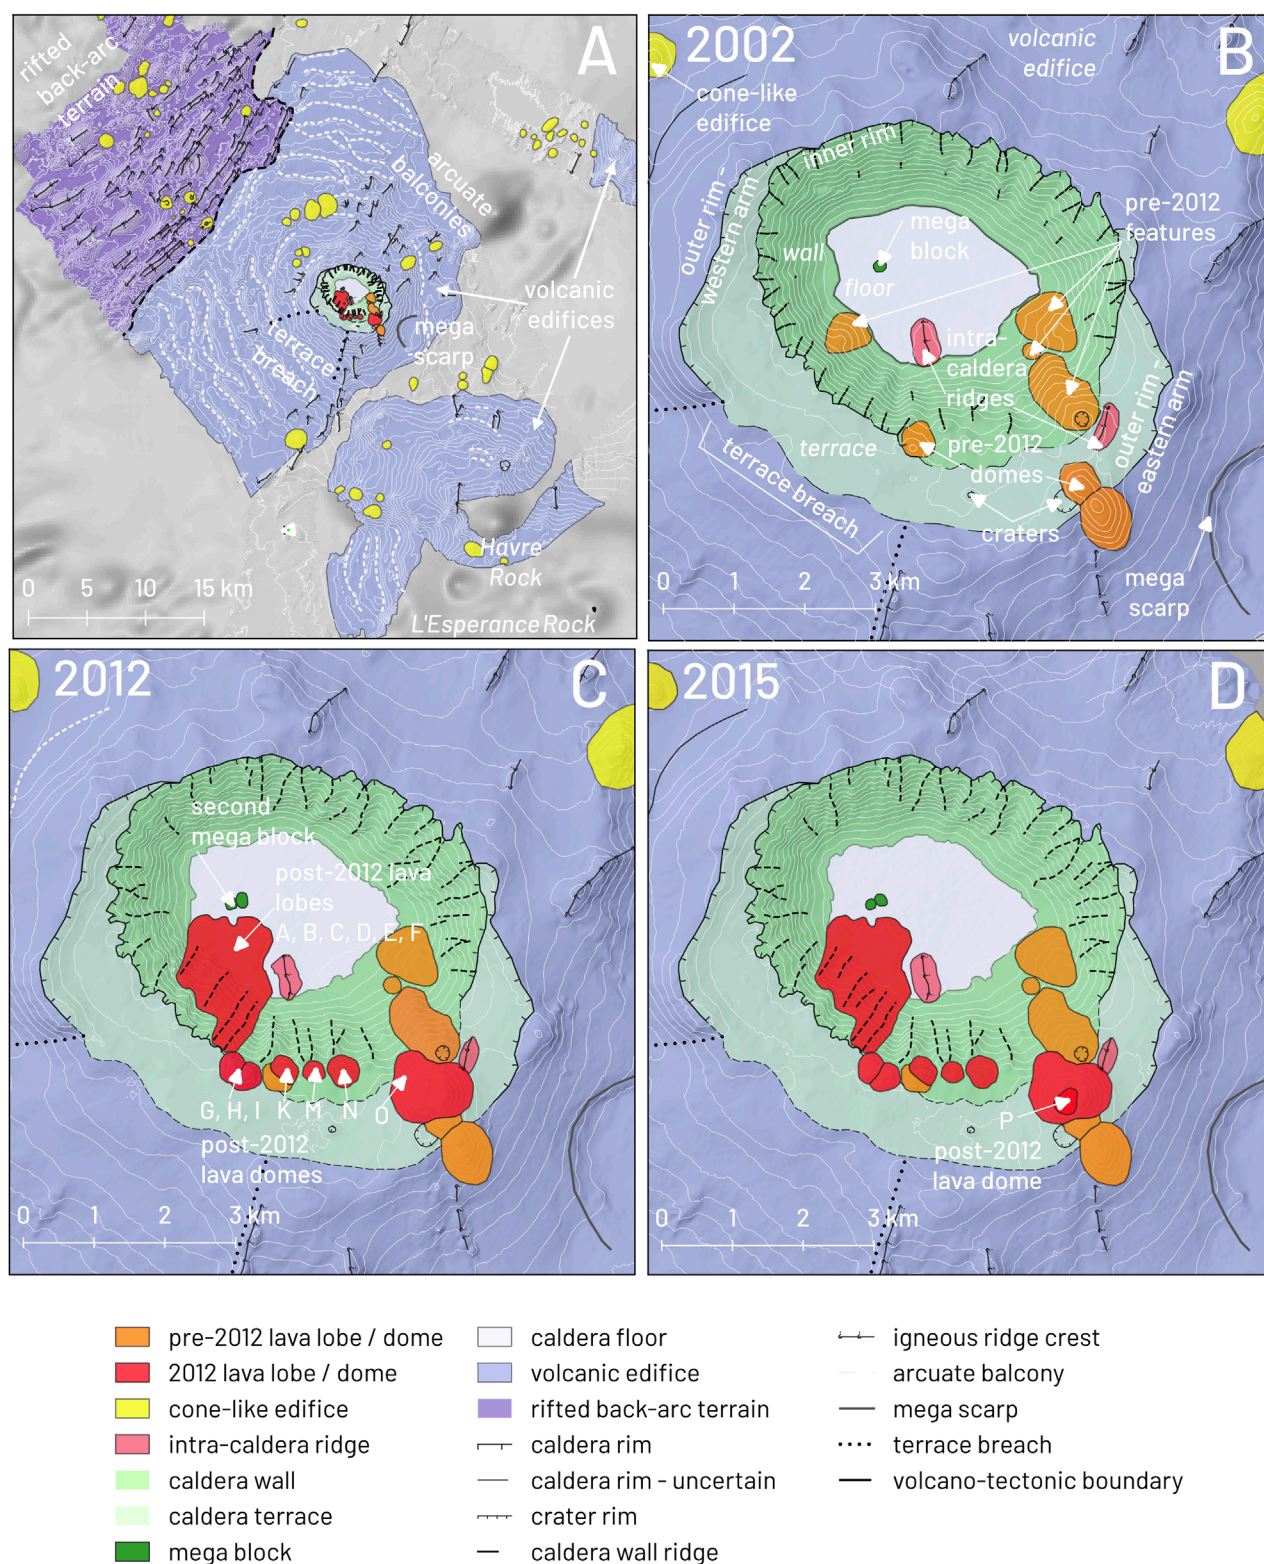 A
rifted
back-arc
terrain
arcuate
balconies
volcanic
edifices
mega
-scarp
terrace
breach
Havre
Rock
L'Esperance Rock
0 5 10 15 km
2002
B
volcanic
edifice
cone-like
edifice
inner rim
outer rim –
western arm
pre-2012
features
mega
block
wall
floor
intra-
caldera
ridges
outer rim –
eastern arm
terrace
pre-2012
domes
terrace breach
craters
mega
scarp
0 1 2 3 km
2012
C
second
mega block
post-2012 lava
lobes
A, B, C, D, E, F
G, H, I K M N O
post-2012
lava domes
0 1 2 3 km
2015
D
P
post-2012
lava dome
0 1 2 3 km
pre-2012 lava lobe / dome
2012 lava lobe / dome
cone-like edifice
intra-caldera ridge
caldera wall
caldera terrace
mega block
caldera floor
volcanic edifice
rifted back-arc terrain
caldera rim
caldera rim - uncertain
crater rim
caldera wall ridge
igneous ridge crest
arcuate balcony
mega scarp
terrace breach
volcano-tectonic boundary